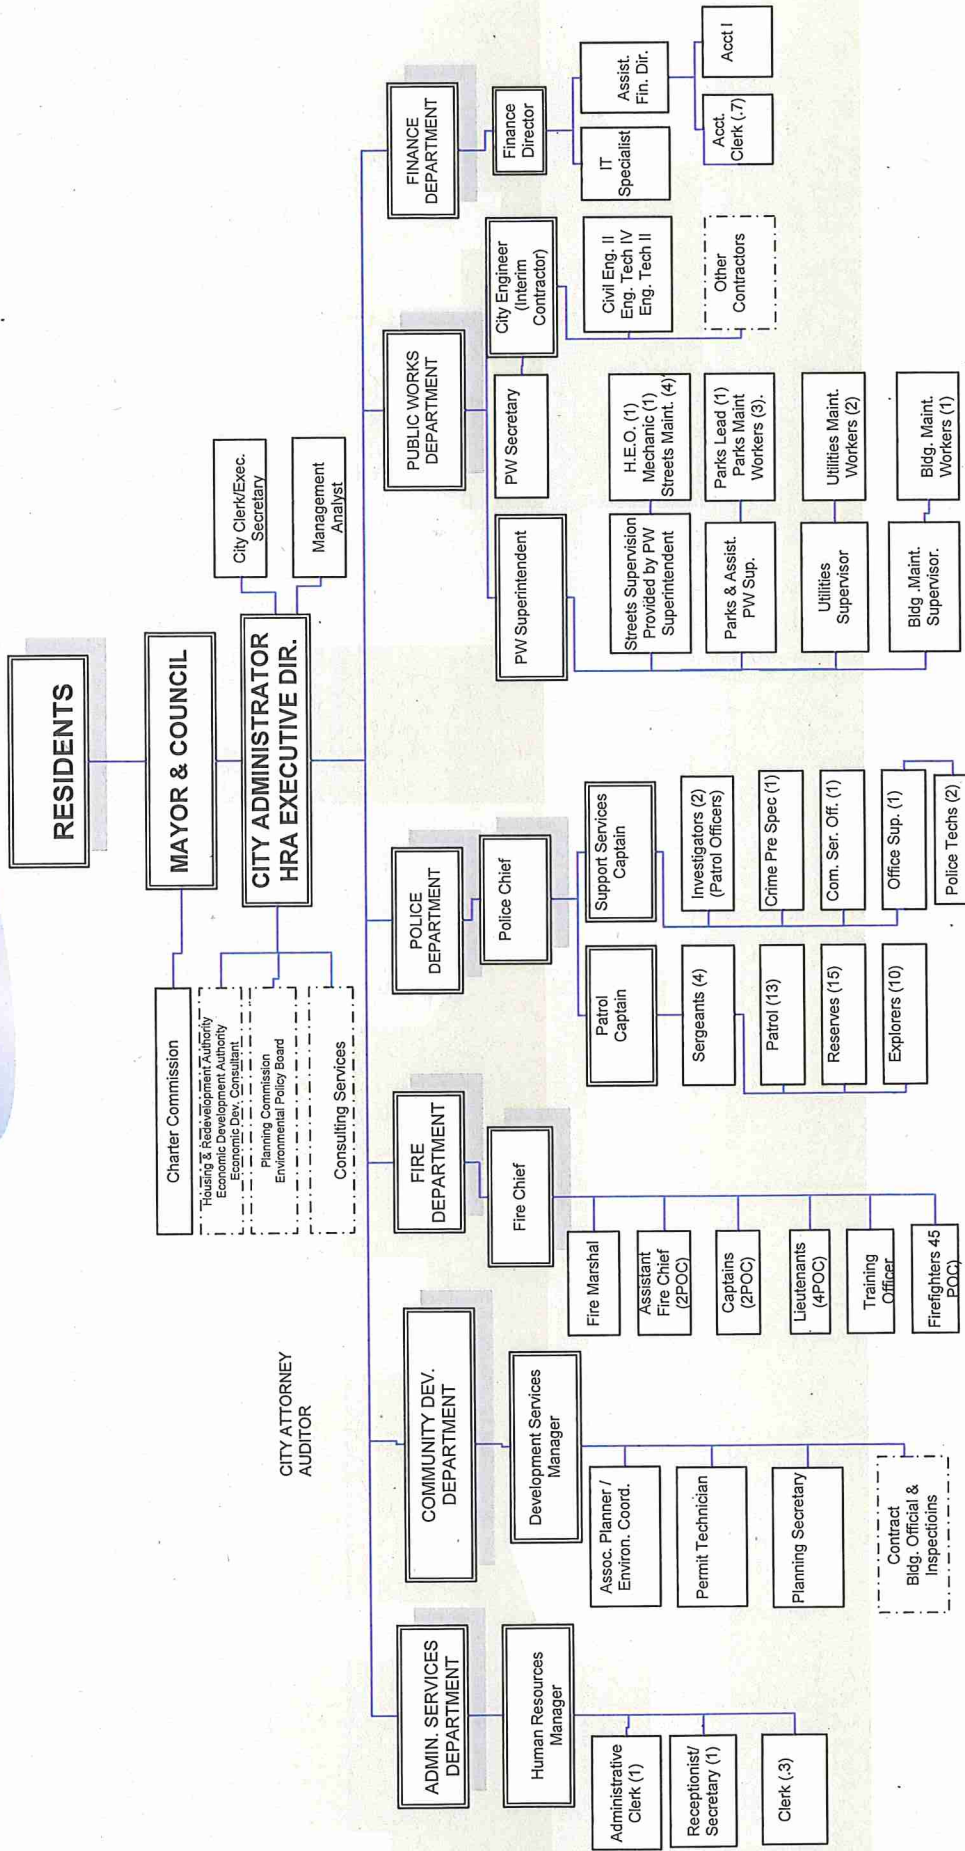 RESIDENTS
MAYOR & COUNCIL
CITY ADMINISTRATOR
HRA EXECUTIVE DIR.
City Clerk/Exec.
Secretary
Management
Analyst
Charter Commission
Housing & Redevelopment Authority
Economic Development Authority
Economic Dev. Consultant
Planning Commission
Environmental Policy Board
Consulting Services
CITY ATTORNEY
AUDITOR
ADMIN. SERVICES
DEPARTMENT
Human Resources
Manager
Administrative
Clerk (1)
Receptionist/
Secretary (1)
Clerk (.3)
COMMUNITY DEV.
DEPARTMENT
Development Services
Manager
Assoc. Planner /
Environ. Coord.
Permit Technician
Planning Secretary
Contract
Bldg. Official &
Inspectioins
FIRE
DEPARTMENT
Fire Chief
Fire Marshal
Assistant
Fire Chief
(2POC)
Captains
(2POC)
Lieutenants
(4POC)
Training
Officer
Firefighters 45
POC)
POLICE
DEPARTMENT
Police Chief
Patrol
Captain
Sergeants (4)
Patrol (13)
Reserves (15)
Explorers (10)
Support Services
Captain
Investigators (2)
(Patrol Officers)
Crime Pre Spec (1)
Com. Ser. Off. (1)
Office Sup. (1)
Police Techs (2)
PUBLIC WORKS
DEPARTMENT
PW Superintendent
PW Secretary
City Engineer
(Interim
Contractor)
Streets Supervision
Provided by PW
Superintendent
H.E.O. (1)
Mechanic (1)
Streets Maint. (4)
Parks & Assist.
PW Sup.
Parks Lead (1)
Parks Maint
Workers (3).
Utilities
Supervisor
Utilities Maint.
Workers (2)
Bldg .Maint.
Supervisor.
Bldg. Maint.
Workers (1)
Civil Eng. II
Eng. Tech IV
Eng. Tech II
Other
Contractors
FINANCE
DEPARTMENT
Finance
Director
IT
Specialist
Assist.
Fin. Dir.
Acct.
Clerk (.7)
Acct I